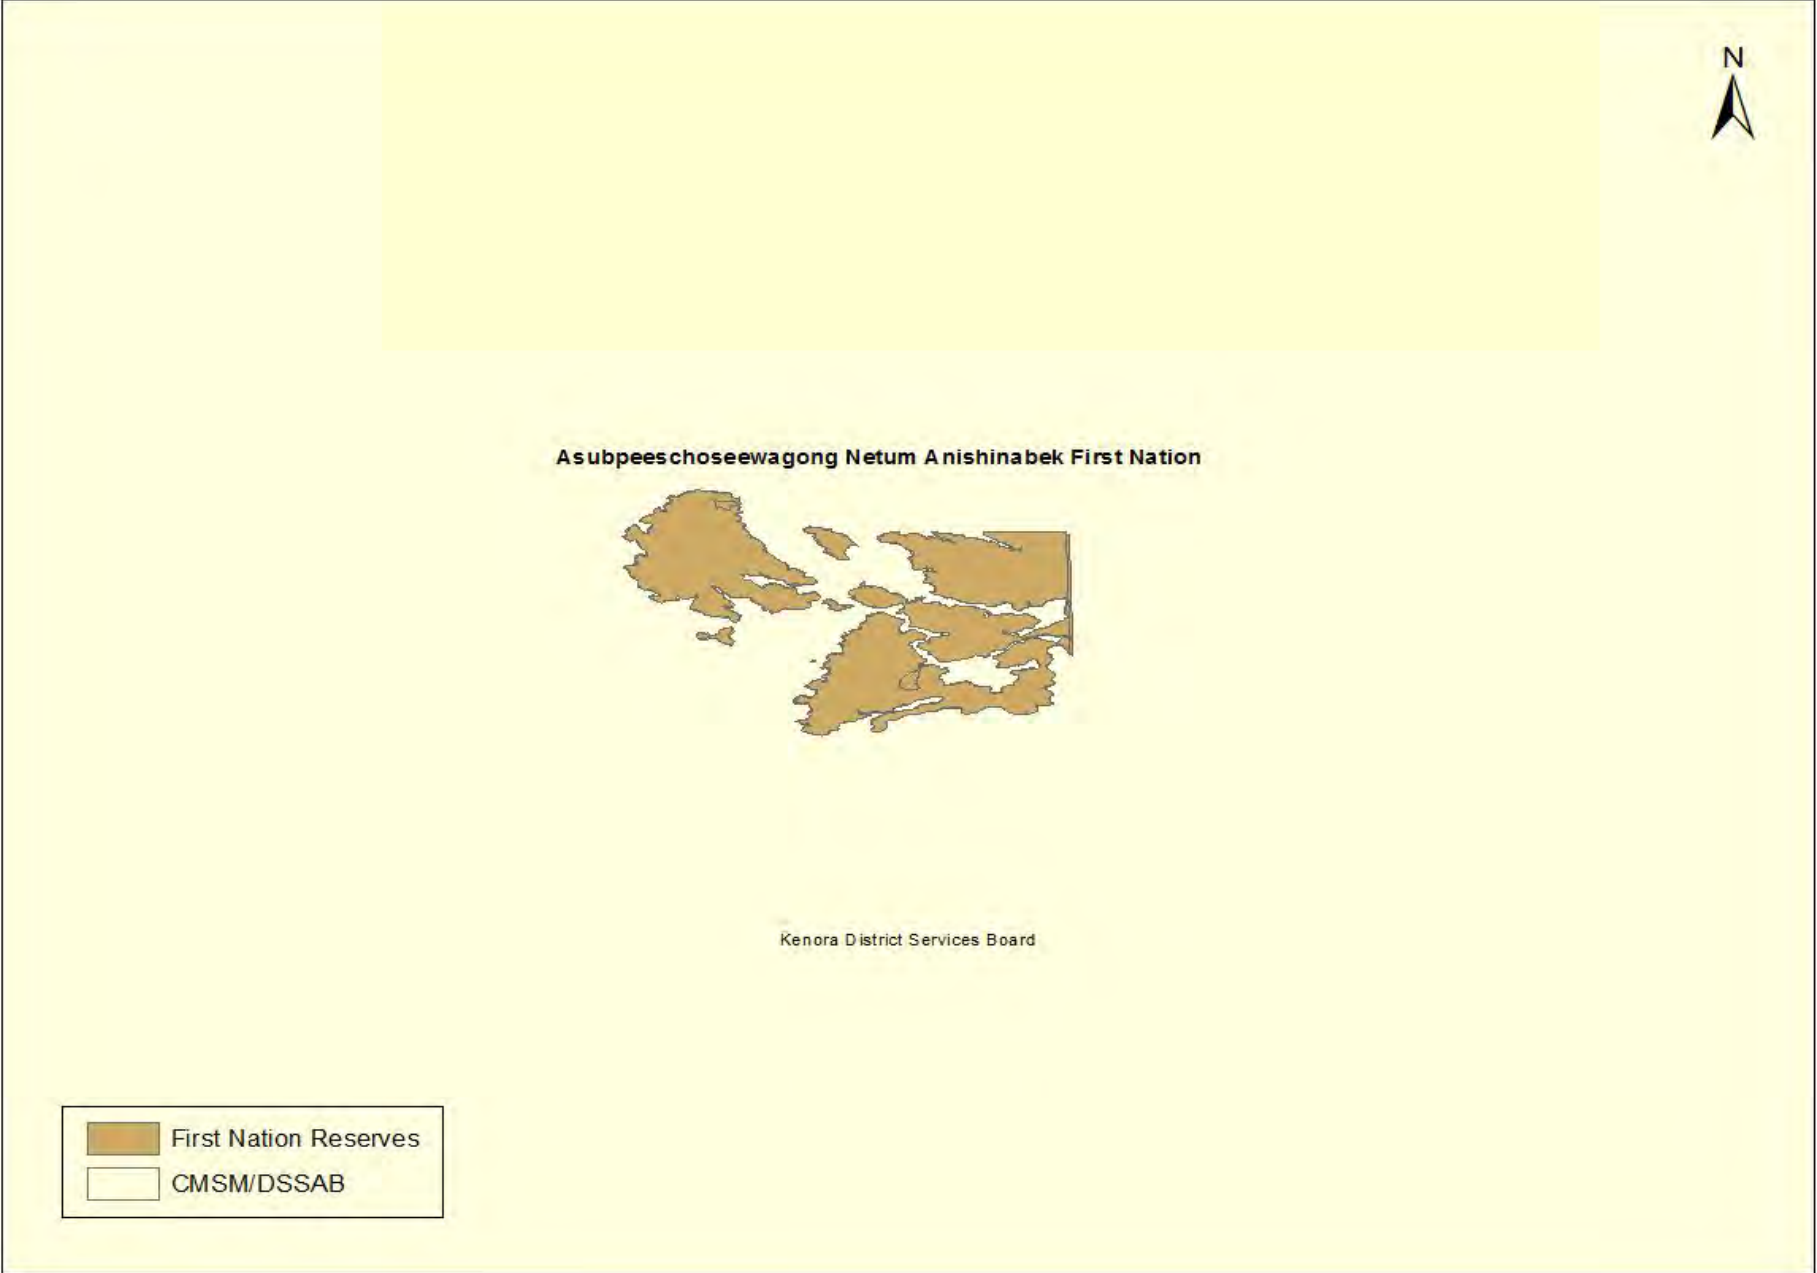 N
Asubpeeschoseewagong Netum Anishinabek First Nation
Kenora District Services Board
First Nation Reserves
CMSM/DSSAB